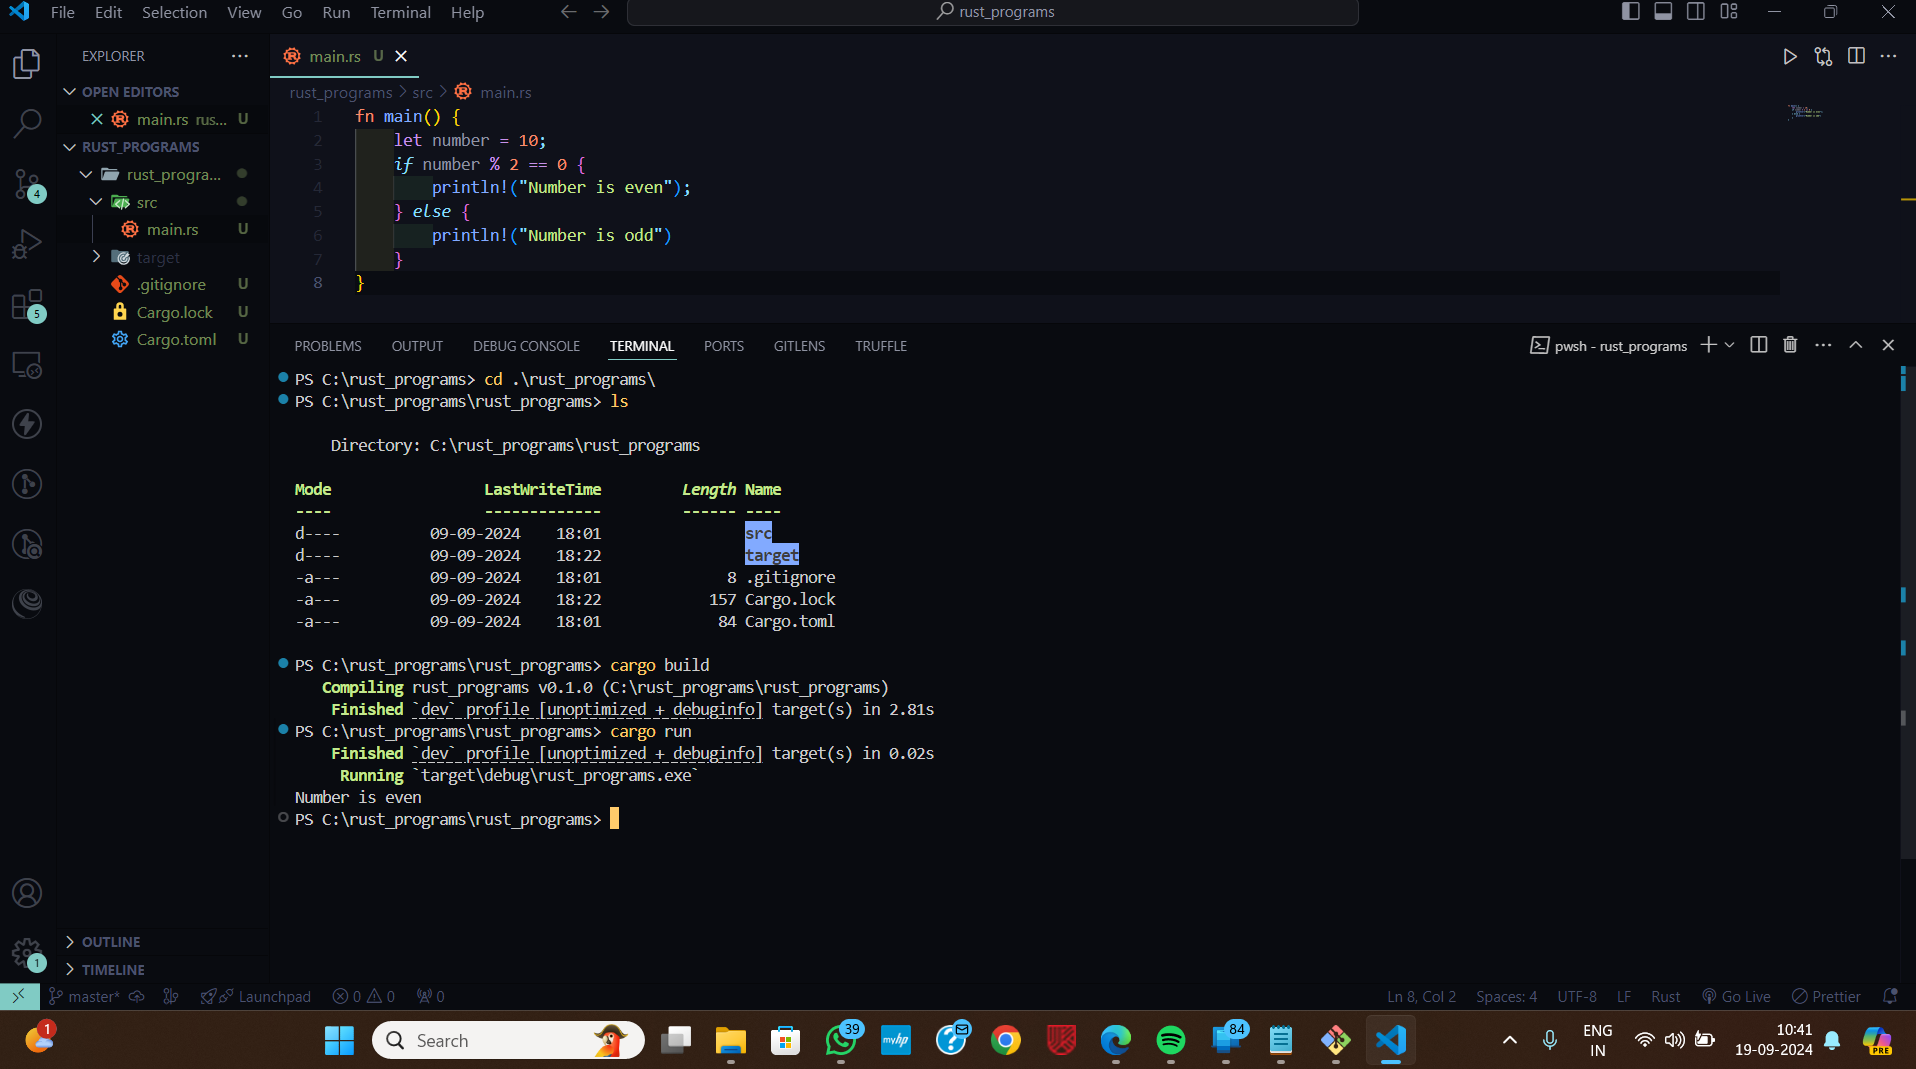 File Edit Selection View Go Run Terminal Help
rust_programs
EXPLORER
OPEN EDITORS
main.rs rus... U
RUST_PROGRAMS
rust_progra...
src
main.rs U
target
.gitignore U
Cargo.lock U
Cargo.toml U
OUTLINE
TIMELINE
4
5
1
main.rs U
rust_programs > src > main.rs
1 fn main() {
2 let number = 10;
3 if number % 2 == 0 {
4 println!("Number is even");
5 } else {
6 println!("Number is odd")
7 }
8 }
PROBLEMS OUTPUT DEBUG CONSOLE TERMINAL PORTS GITLENS TRUFFLE
pwsh - rust_programs
PS C:\rust_programs> cd .\rust_programs\
PS C:\rust_programs\rust_programs> ls
Directory: C:\rust_programs\rust_programs
Mode LastWriteTime Length Name
---- ------------- ------ ----
d---- 09-09-2024 18:01 src
d---- 09-09-2024 18:22 target
-a--- 09-09-2024 18:01 8 .gitignore
-a--- 09-09-2024 18:22 157 Cargo.lock
-a--- 09-09-2024 18:01 84 Cargo.toml
PS C:\rust_programs\rust_programs> cargo build
Compiling rust_programs v0.1.0 (C:\rust_programs\rust_programs)
Finished `dev` profile [unoptimized + debuginfo] target(s) in 2.81s
PS C:\rust_programs\rust_programs> cargo run
Finished `dev` profile [unoptimized + debuginfo] target(s) in 0.02s
Running `target\debug\rust_programs.exe`
Number is even
PS C:\rust_programs\rust_programs>
master* Launchpad 0 0 0 Ln 8, Col 2 Spaces: 4 UTF-8 LF Rust Go Live Prettier
1 Search 39 myhp 84 ENG 10:41
IN 19-09-2024 PRE